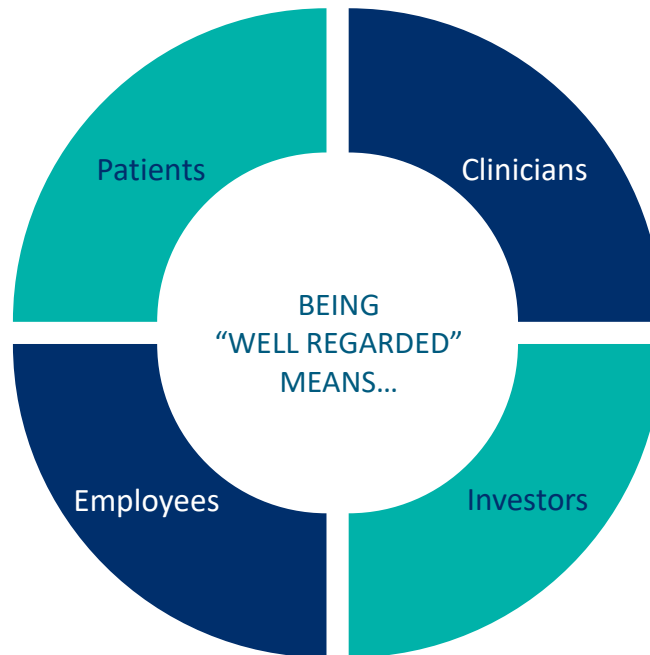 Patients
Clinicians
BEING
“WELL REGARDED”
MEANS…
Employees
Investors